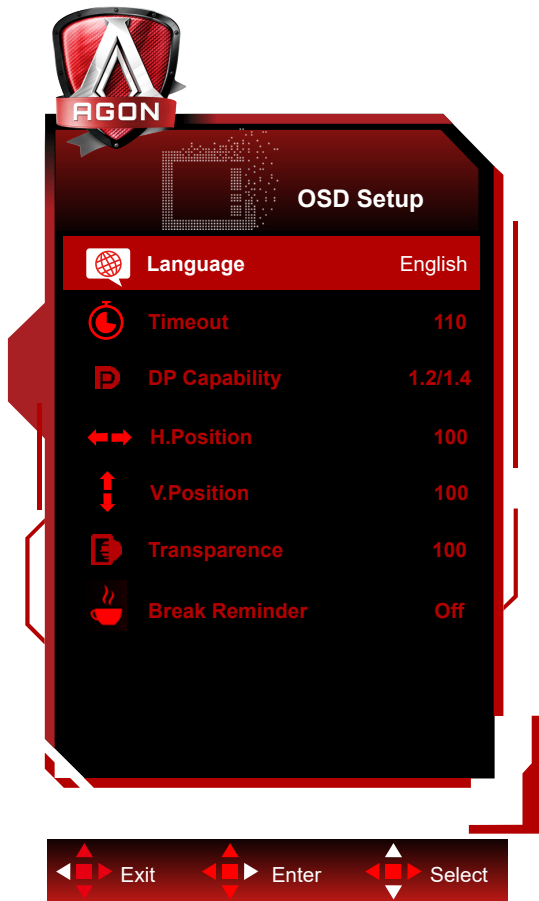 AGON
OSD Setup
Language English
Timeout 110
DP Capability 1.2/1.4
H.Position 100
V.Position 100
Transparence 100
Break Reminder Off
Exit Enter Select